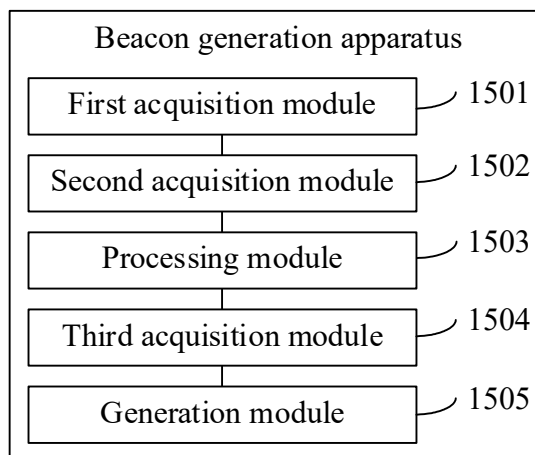 Beacon generation apparatus
First acquisition module 1501
Second acquisition module 1502
Processing module 1503
Third acquisition module 1504
Generation module 1505